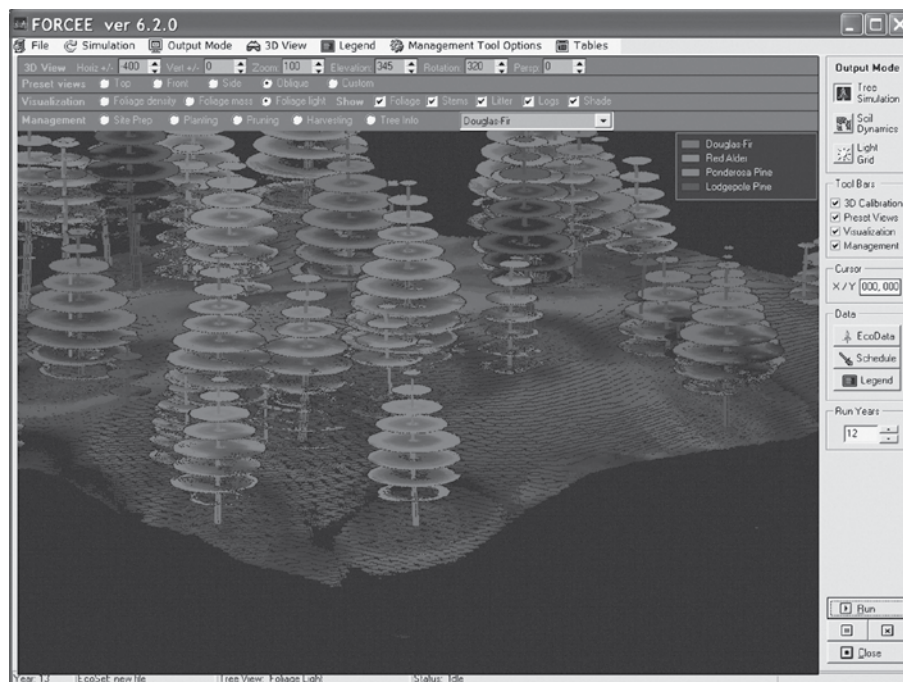 FORCEE ver 6.2.0
File Simulation Output Mode 3D View Legend Management Tool Options Tables
3D View Horiz +/- -400 Vert +/- 0 Zoom: 100 Elevation: 345 Rotation: 320 Persp: 0
Preset views Top Front Side Oblique Custom
Visualization Foliage density Foliage mass Foliage light Show Foliage Stems Litter Logs Shade
Management Site Prep Planting Pruning Harvesting Tree Info Douglas-Fir
Douglas-Fir
Red Alder
Ponderosa Pine
Lodgepole Pine
Output Mode
Tree Simulation
Soil Dynamics
Light Grid
Tool Bars
3D Calibration
Preset Views
Visualization
Management
Cursor
X / Y 000, 000
Data
EcoData
Schedule
Legend
Run Years
12
Run
Close
Year: 13 EcoSet: new file Tree View: Foliage Light Status: Idle